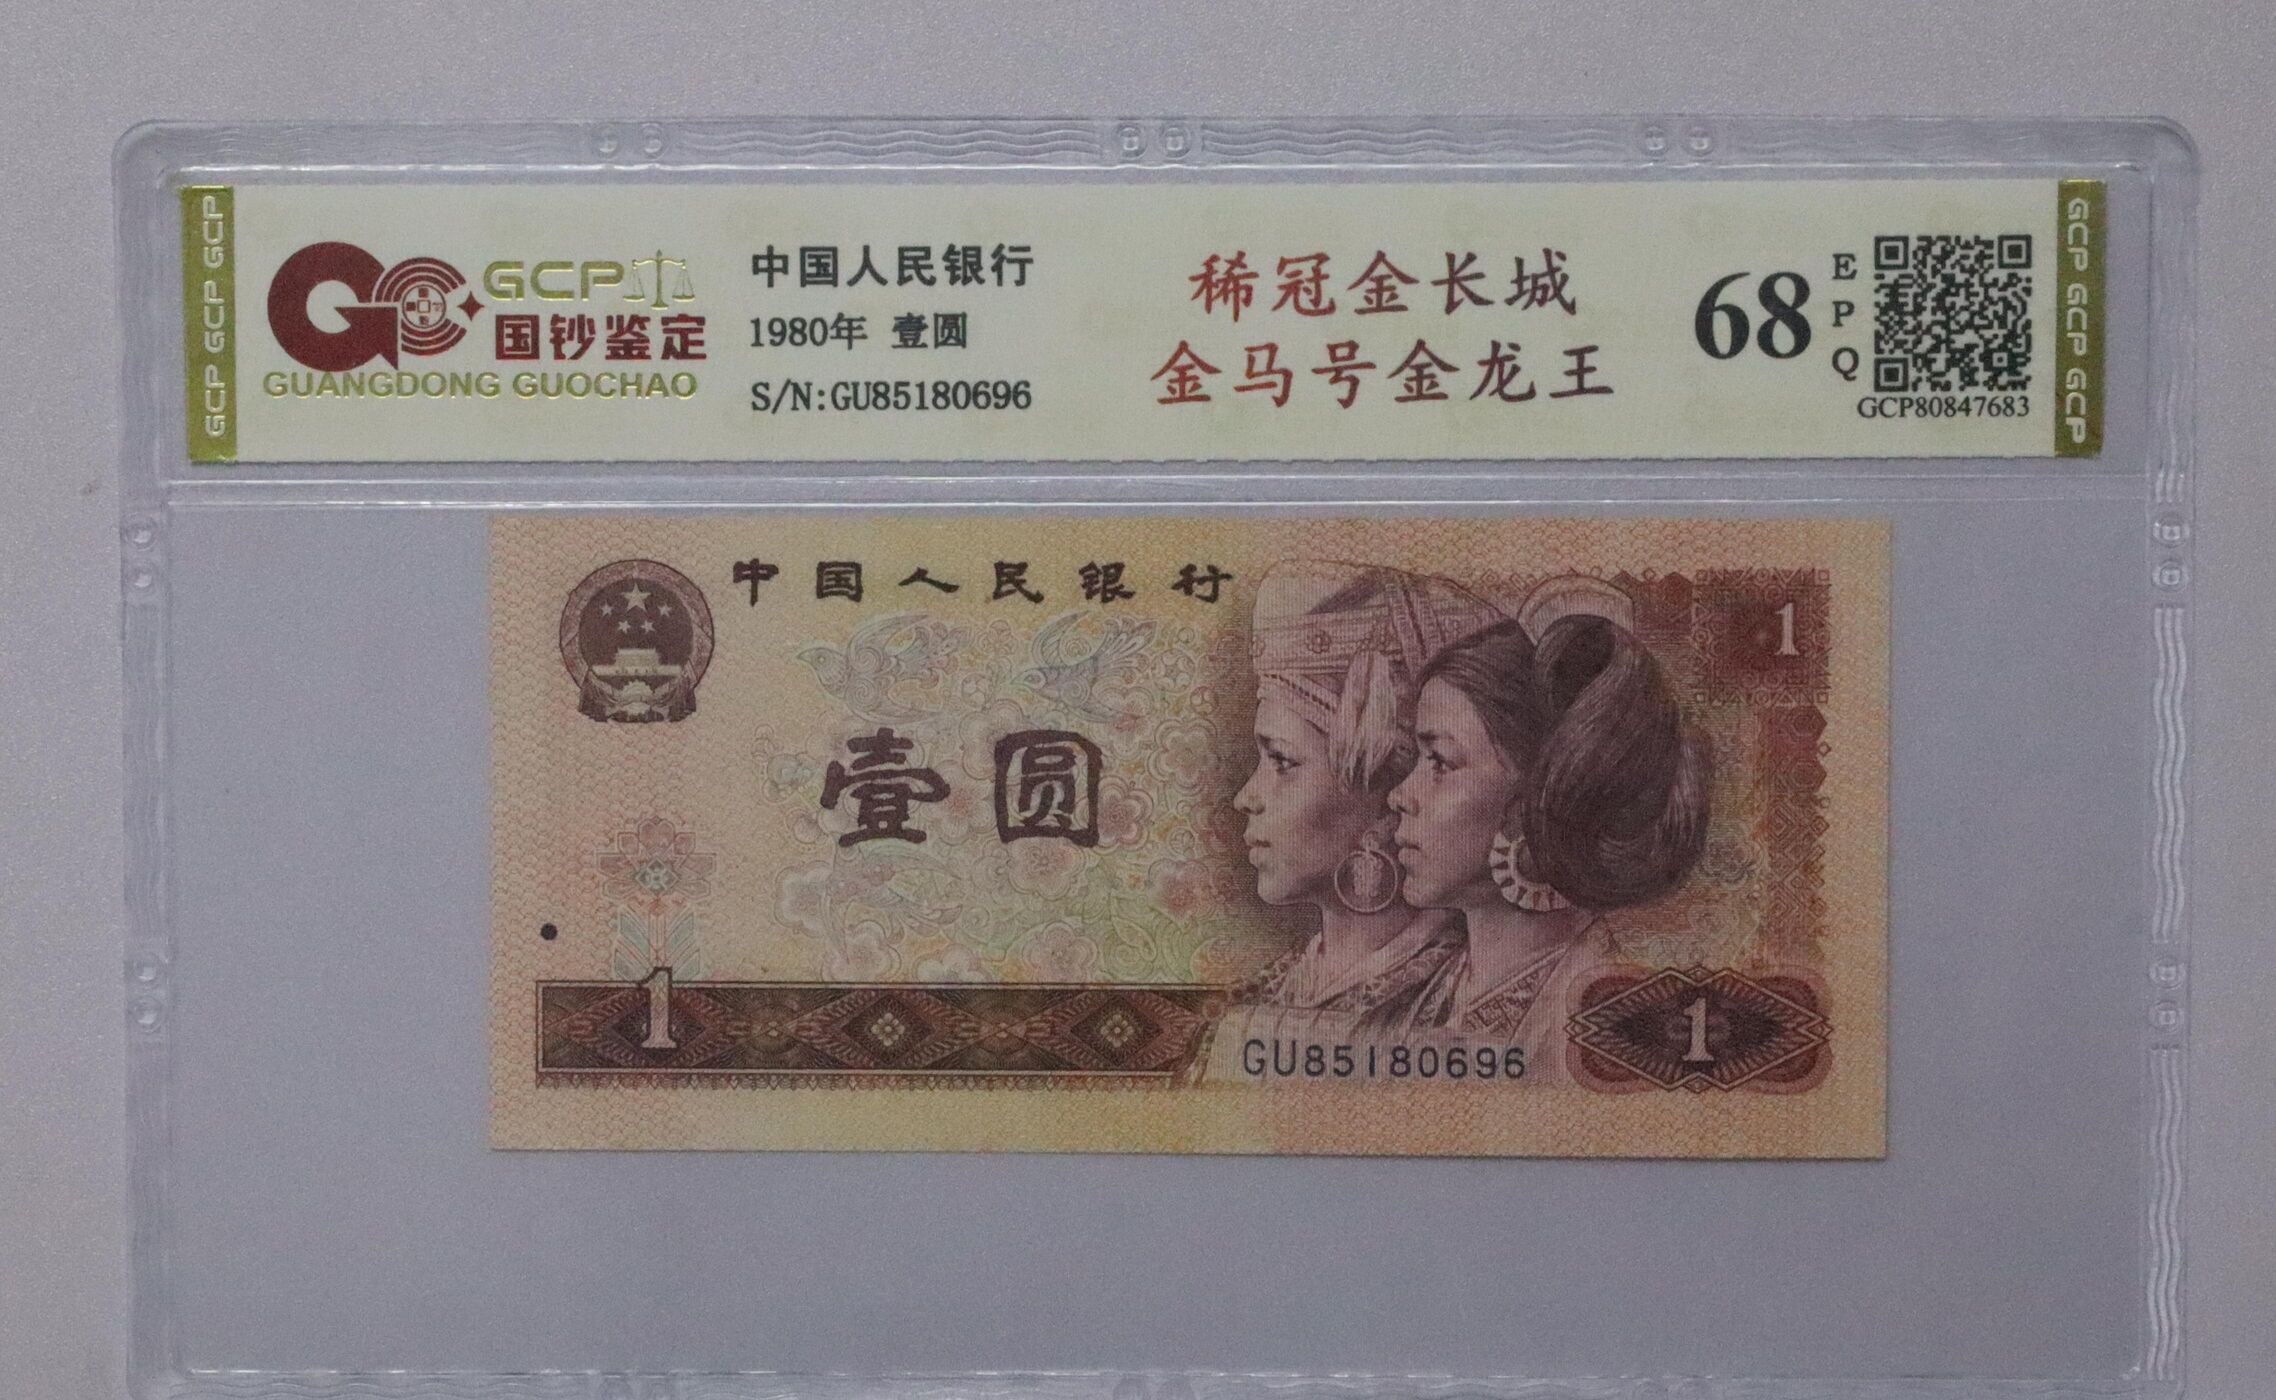 GCP GCP GCP
GCP
国钞鉴定
GUANGDONG GUOCHAO
中国人民银行
1980年 壹圆
S/N:GU85180696
稀冠金长城
金马号金龙王
68
E
P
Q
GCP80847683
GCP GCP GCP
中国人民银行
1
壹圆
1
GU85180696
1